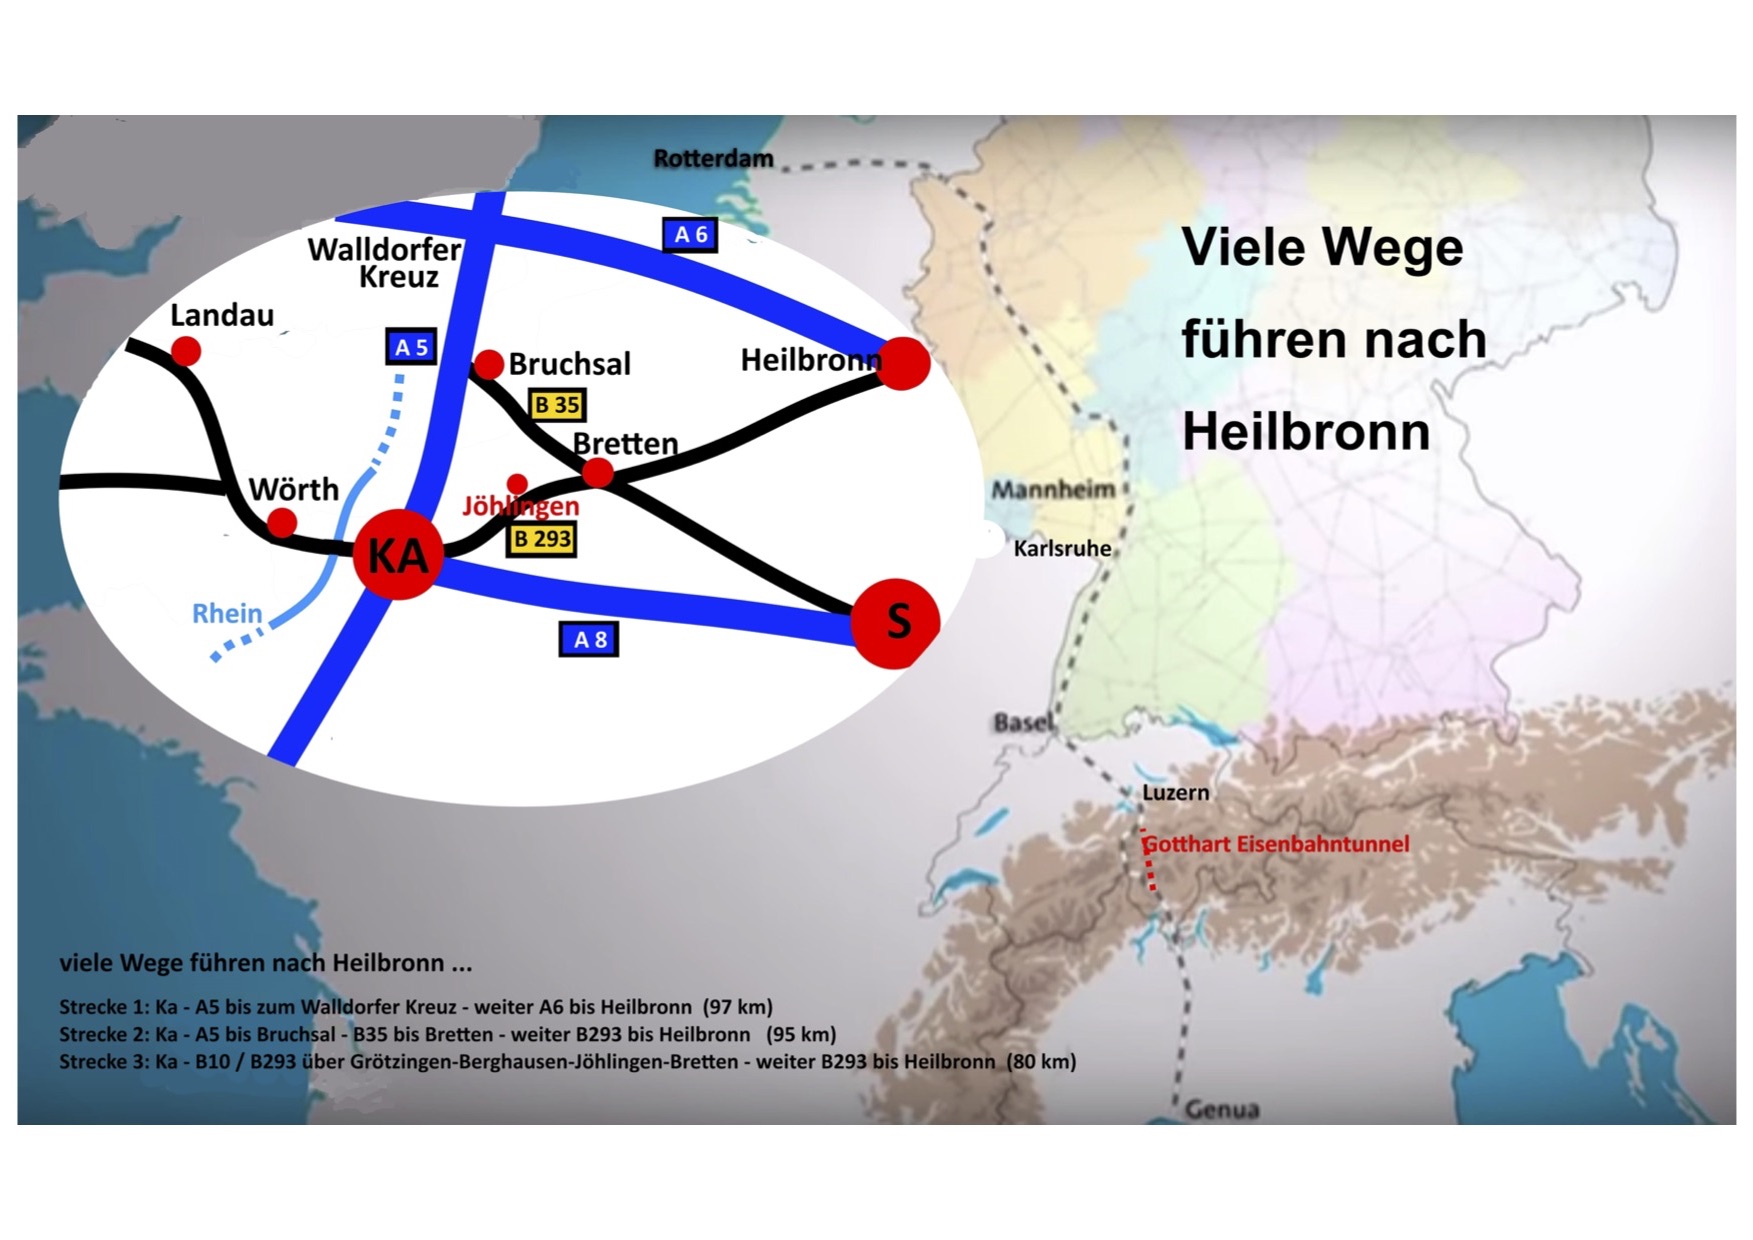 Rotterdam
Viele Wege
führen nach
Heilbronn
A 6
Walldorfer
Kreuz
Landau
A 5
Bruchsal
Heilbronn
B 35
Bretten
Wörth
Jöhlingen
B 293
KA
Rhein
A 8
S
Mannheim
Karlsruhe
Basel
Luzern
Gotthart Eisenbahntunnel
Genua
viele Wege führen nach Heilbronn ...
Strecke 1: Ka - A5 bis zum Walldorfer Kreuz - weiter A6 bis Heilbronn (97 km)
Strecke 2: Ka - A5 bis Bruchsal - B35 bis Bretten - weiter B293 bis Heilbronn (95 km)
Strecke 3: Ka - B10 / B293 über Grötzingen-Berghausen-Jöhlingen-Bretten - weiter B293 bis Heilbronn (80 km)